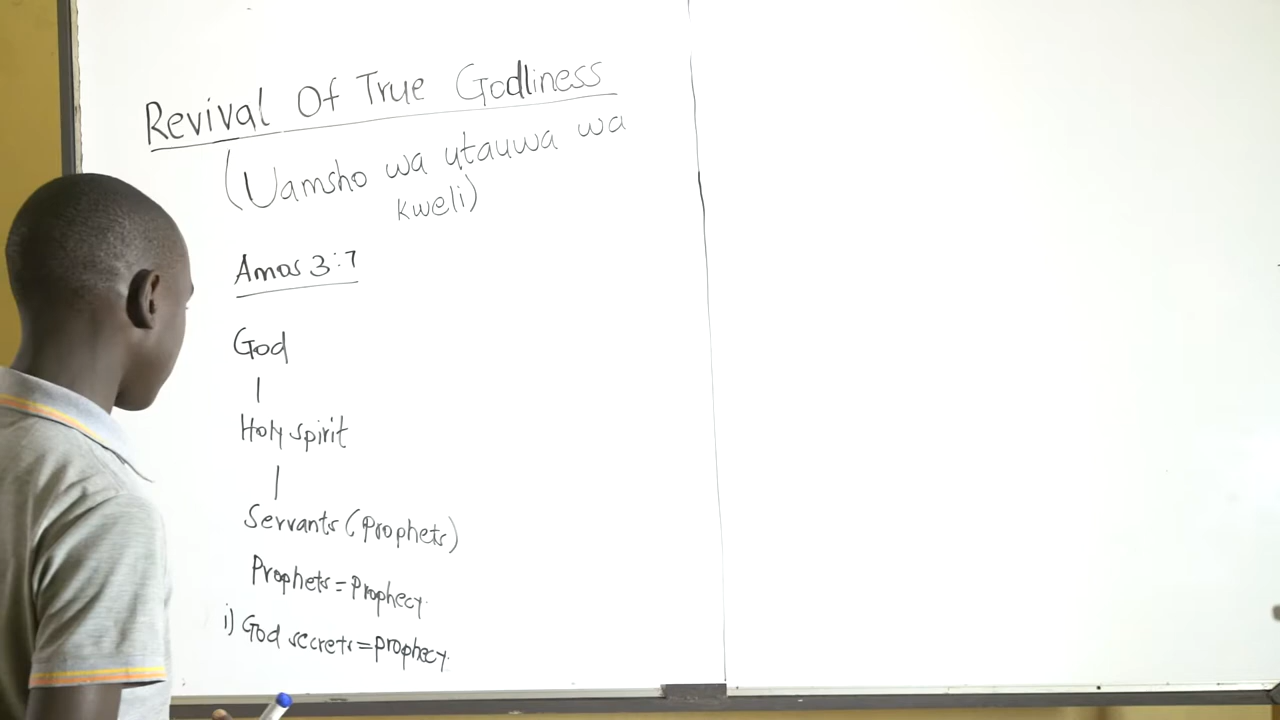 Revival Of True Godliness
(Uamsho wa utauwa wa
kweli)
Amos 3:7
God
|
Holy spirit
|
Servants (Prophets)
Prophets = Prophecy.
i) God secrets = prophecy.